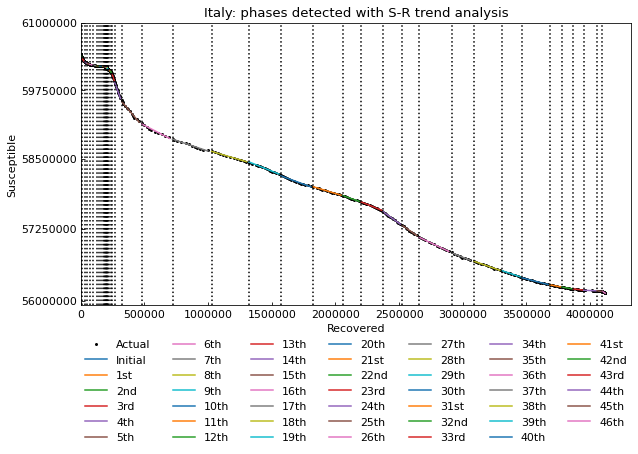 Italy: phases detected with S-R trend analysis
61000000
59750000
58500000
57250000
56000000
Susceptible
0 500000 1000000 1500000 2000000 2500000 3000000 3500000 4000000
Recovered
Actual 6th 13th 20th 27th 34th 41st
Initial 7th 14th 21st 28th 35th 42nd
1st 8th 15th 22nd 29th 36th 43rd
2nd 9th 16th 23rd 30th 37th 44th
3rd 10th 17th 24th 31st 38th 45th
4th 11th 18th 25th 32nd 39th 46th
5th 12th 19th 26th 33rd 40th